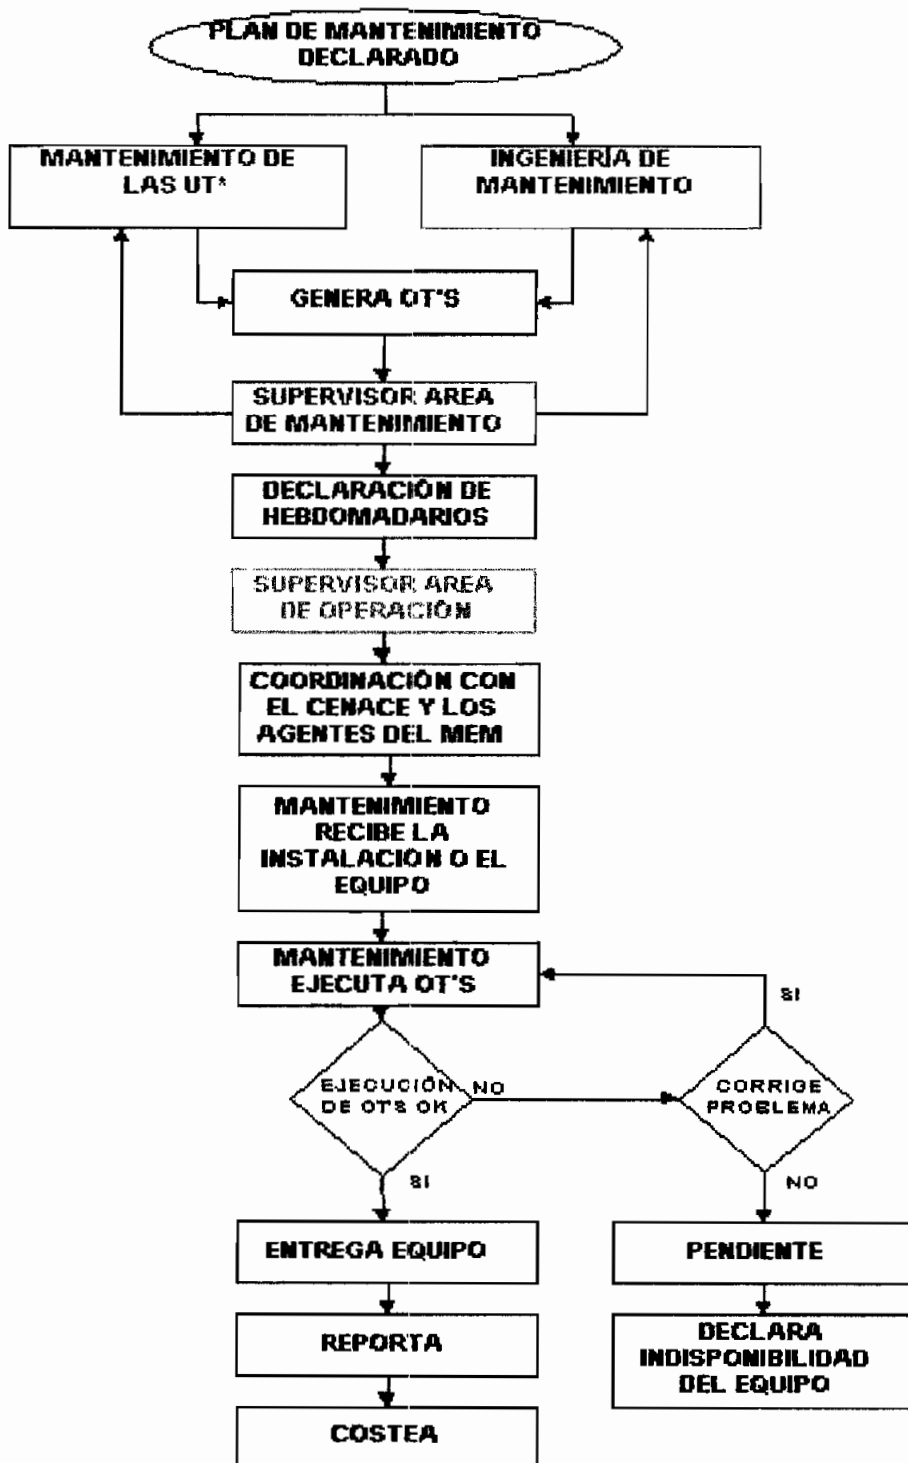 PLAN DE MANTENIMIENTO
DECLARADO
MANTENIMIENTO DE
LAS UT*
INGENIERÍA DE
MANTENIMIENTO
GENERA OT'S
SUPERVISOR AREA
DE MANTENIMIENTO
DECLARACIÓN DE
HEBDOMADARIOS
SUPERVISOR AREA
DE OPERACIÓN
COORDINACIÓN CON
EL CENACE Y LOS
AGENTES DEL MEM
MANTENIMIENTO
RECIBE LA
INSTALACIÓN O EL
EQUIPO
MANTENIMIENTO
EJECUTA OT'S
SI
EJECUCIÓN
DE OTS OK
NO
CORRIGE
PROBLEMA
SI
NO
ENTREGA EQUIPO
PENDIENTE
REPORTA
DECLARA
INDISPONIBILIDAD
DEL EQUIPO
COSTEA